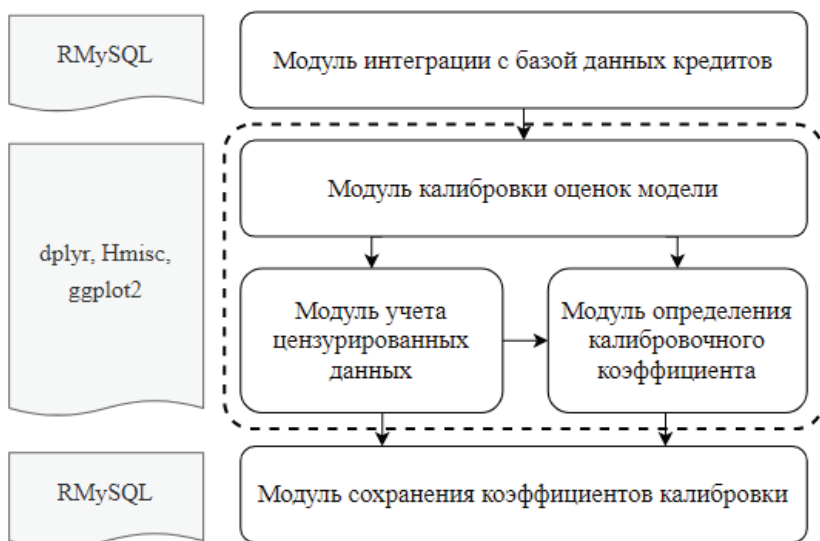 RMySQL
Модуль интеграции с базой данных кредитов
Модуль калибровки оценок модели
dplyr, Hmisc,
ggplot2
Модуль учета
цензурированных
данных
Модуль определения
калибровочного
коэффициента
RMySQL
Модуль сохранения коэффициентов калибровки